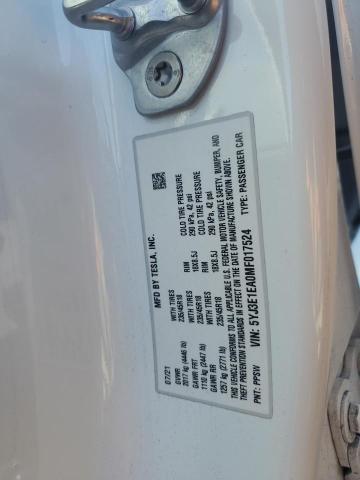 MFD BY TESLA, INC.
07/21
GVWR WITH TIRES RIM COLD TIRE PRESSURE
2017 kg (4446 lb) 235/45R18 18X8.5J 290 kPa, 42 psi
GAWR FRT WITH TIRES RIM COLD TIRE PRESSURE
1110 kg (2447 lb) 235/45R18 18X8.5J 290 kPa, 42 psi
GAWR RR
1257 kg (2771 lb)
THIS VEHICLE CONFORMS TO ALL APPLICABLE U.S. FEDERAL MOTOR VEHICLE SAFETY, BUMPER, AND
THEFT PREVENTION STANDARDS IN EFFECT ON THE DATE OF MANUFACTURE SHOWN ABOVE.
VIN: 5YJ3E1EA0MF017524
PNT: PPSW TYPE: PASSENGER CAR